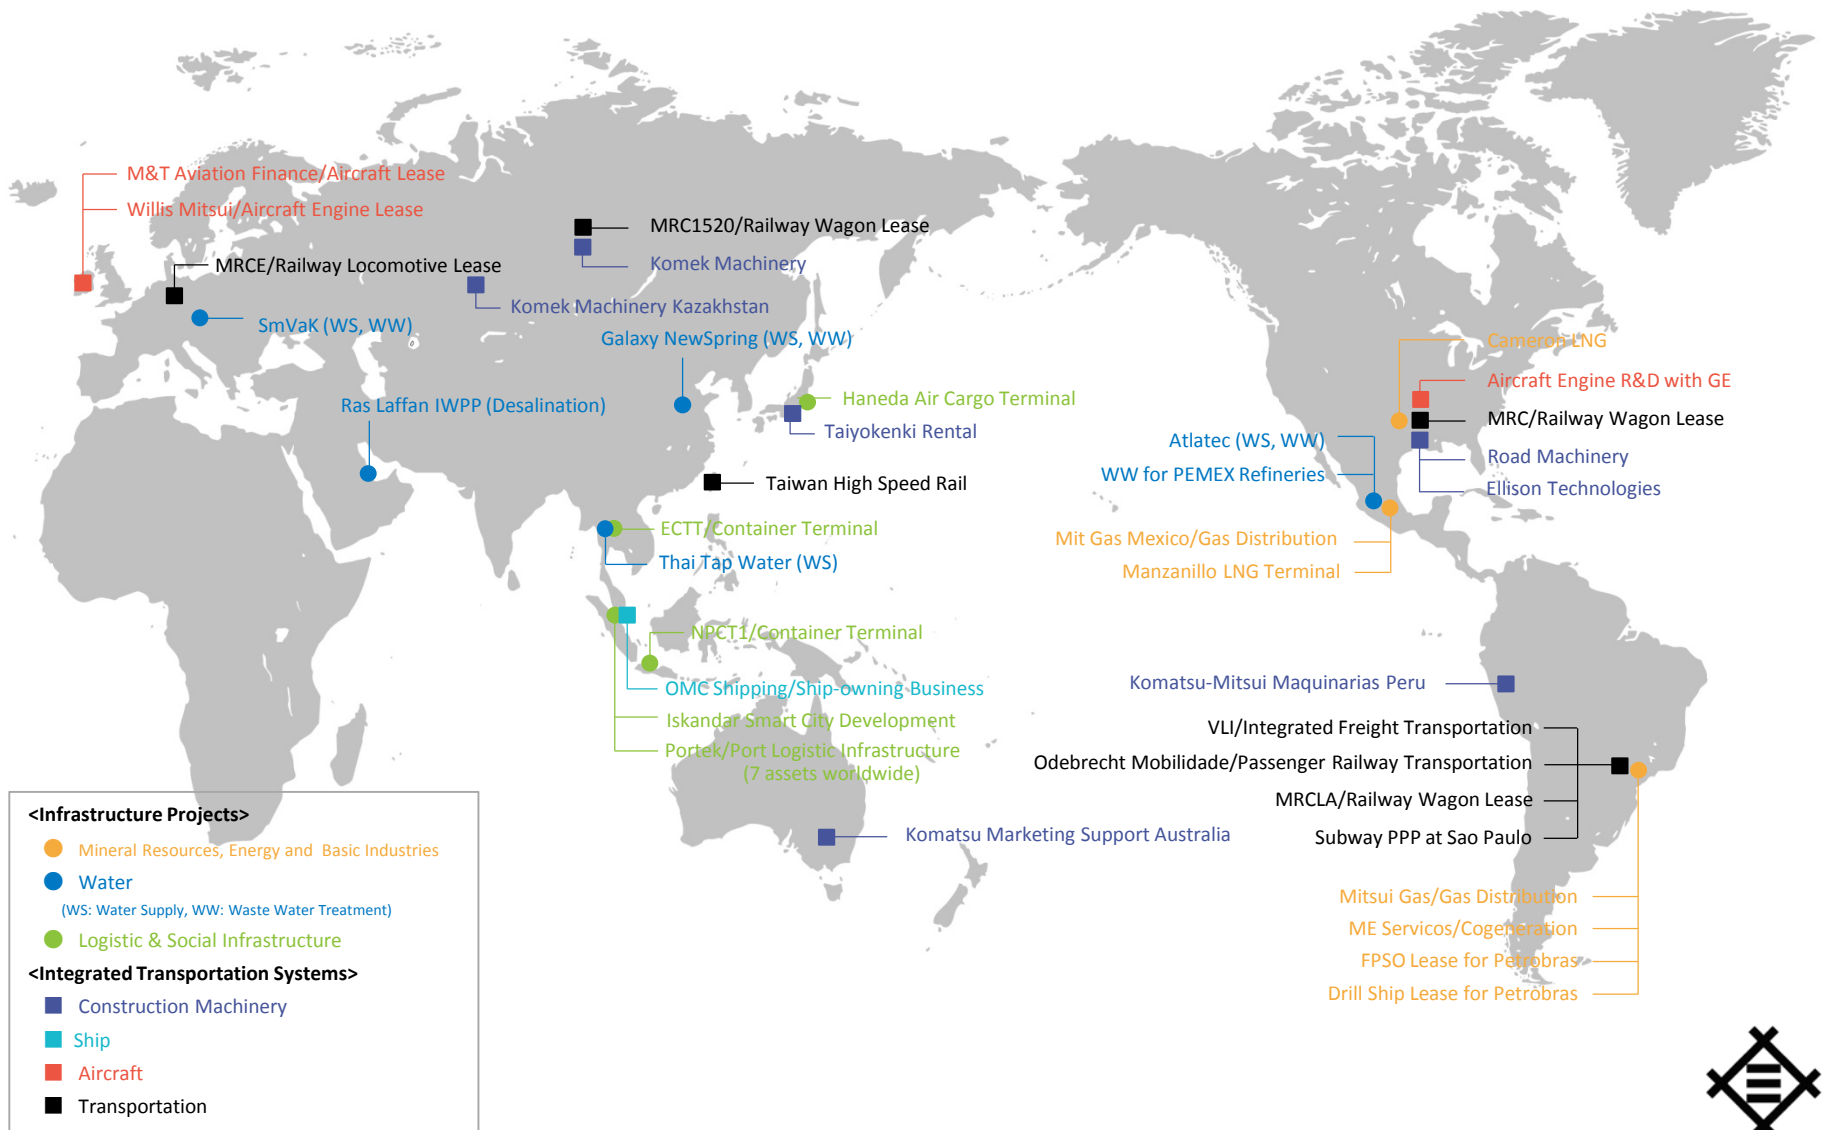 M&T Aviation Finance/Aircraft Lease
Willis Mitsui/Aircraft Engine Lease
MRC1520/Railway Wagon Lease
MRCE/Railway Locomotive Lease
Komek Machinery
Komek Machinery Kazakhstan
SmVaK (WS, WW)
Galaxy NewSpring (WS, WW)
Cameron LNG
Aircraft Engine R&D with GE
Ras Laffan IWPP (Desalination)
Haneda Air Cargo Terminal
MRC/Railway Wagon Lease
Taiyokenki Rental
Atlatec (WS, WW)
Road Machinery
WW for PEMEX Refineries
Taiwan High Speed Rail
Ellison Technologies
ECTT/Container Terminal
Mit Gas Mexico/Gas Distribution
Thai Tap Water (WS)
Manzanillo LNG Terminal
NPCT1/Container Terminal
OMC Shipping/Ship-owning Business
Komatsu-Mitsui Maquinarias Peru
Iskandar Smart City Development
VLI/Integrated Freight Transportation
Portek/Port Logistic Infrastructure
(7 assets worldwide)
Odebrecht Mobilidade/Passenger Railway Transportation
MRCLA/Railway Wagon Lease
Komatsu Marketing Support Australia
Subway PPP at Sao Paulo
Mitsui Gas/Gas Distribution
ME Servicos/Cogeneration
FPSO Lease for Petrobras
Drill Ship Lease for Petrobras
<Infrastructure Projects>
Mineral Resources, Energy and Basic Industries
Water
(WS: Water Supply, WW: Waste Water Treatment)
Logistic & Social Infrastructure
<Integrated Transportation Systems>
Construction Machinery
Ship
Aircraft
Transportation